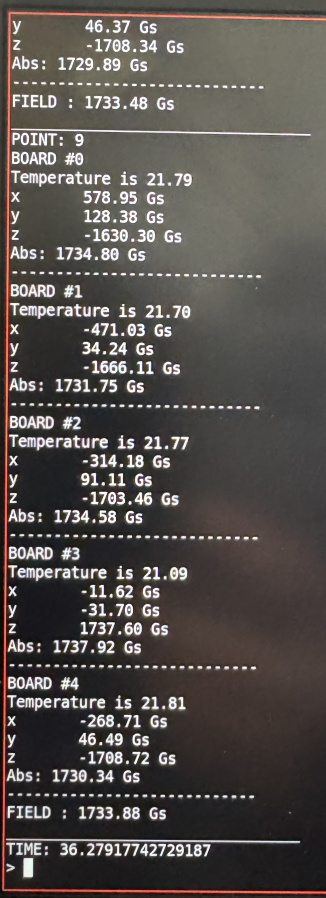 y 46.37 Gs
z -1708.34 Gs
Abs: 1729.89 Gs
-----------------------------
FIELD : 1733.48 Gs
___________________________________
POINT: 9
BOARD #0
Temperature is 21.79
x 578.95 Gs
y 128.38 Gs
z -1630.30 Gs
Abs: 1734.80 Gs
-----------------------------
BOARD #1
Temperature is 21.70
x -471.03 Gs
y 34.24 Gs
z -1666.11 Gs
Abs: 1731.75 Gs
-----------------------------
BOARD #2
Temperature is 21.77
x -314.18 Gs
y 91.11 Gs
z -1703.46 Gs
Abs: 1734.58 Gs
-----------------------------
BOARD #3
Temperature is 21.09
x -11.62 Gs
y -31.70 Gs
z 1737.60 Gs
Abs: 1737.92 Gs
-----------------------------
BOARD #4
Temperature is 21.81
x -268.71 Gs
y 46.49 Gs
z -1708.72 Gs
Abs: 1730.34 Gs
-----------------------------
FIELD : 1733.88 Gs
___________________________________
TIME: 36.27917742729187
>